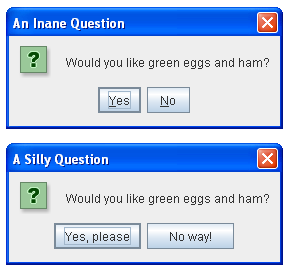 An Inane Question
?
Would you like green eggs and ham?
Yes No
A Silly Question
?
Would you like green eggs and ham?
Yes, please No way!